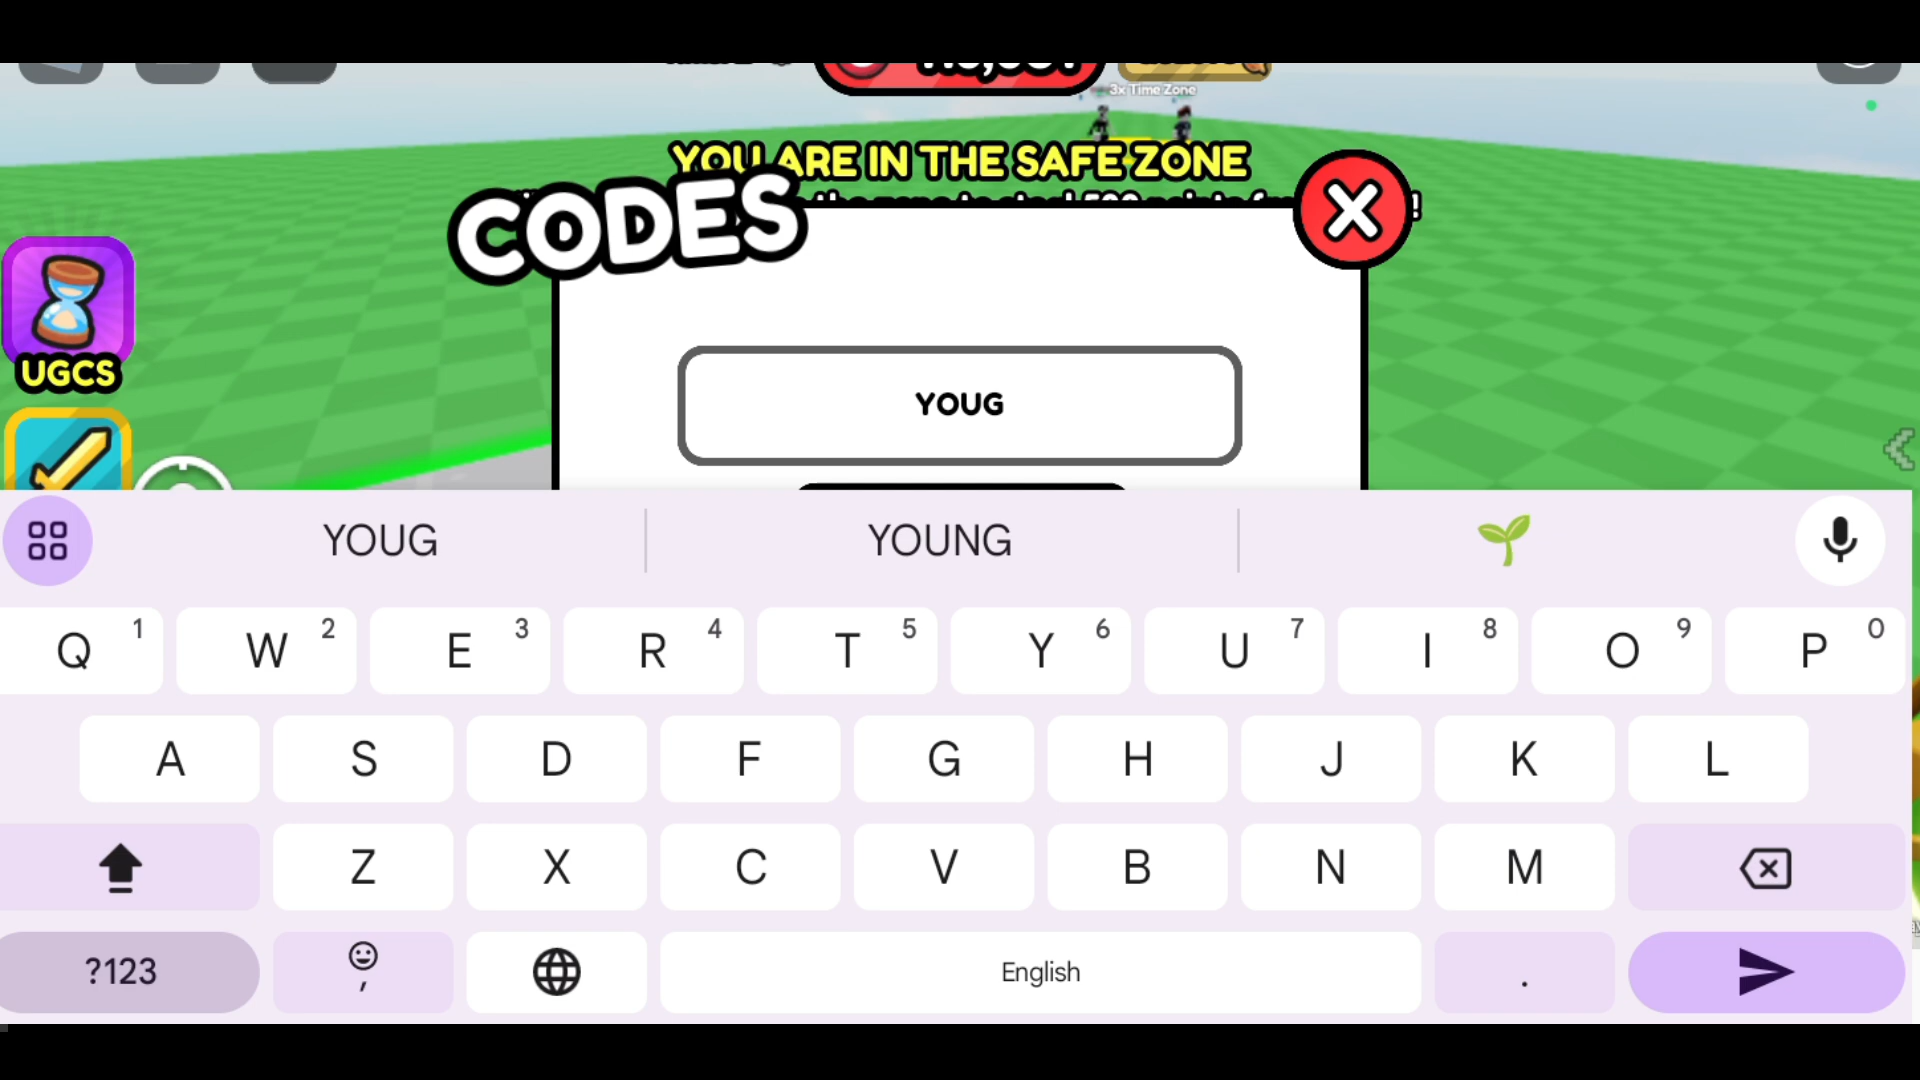 3x Time Zone
YOU ARE IN THE SAFE ZONE
CODES
!
UGCS
YOUG
YOUG YOUNG
Q 1 W 2 E 3 R 4 T 5 Y 6 U 7 I 8 O 9 P 0
A S D F G H J K L
Z X C V B N M
?123 , English .